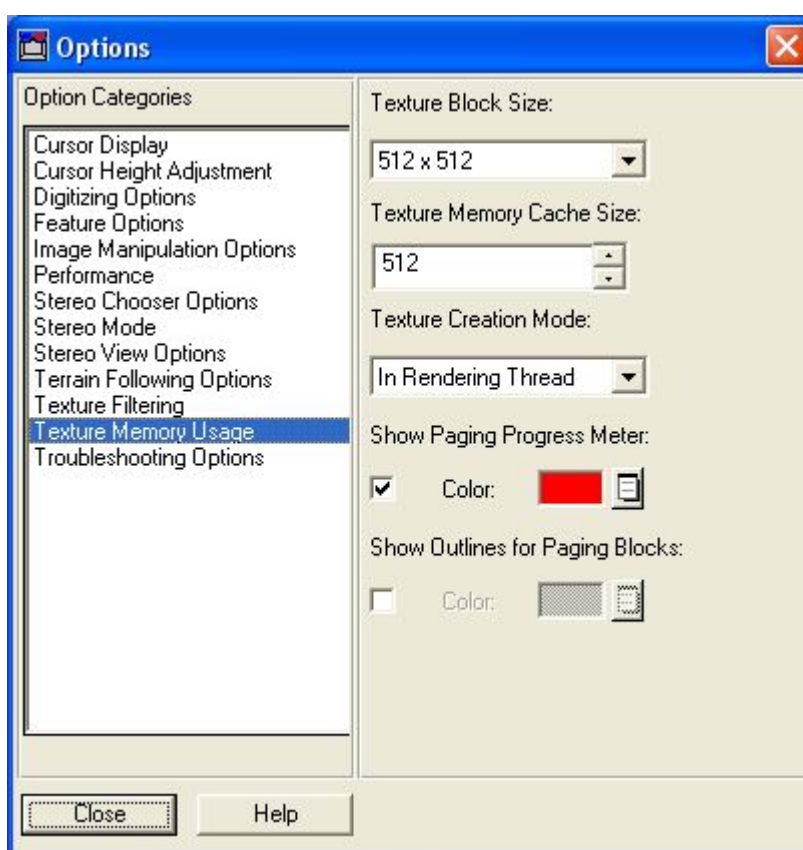 Options
Option Categories
Cursor Display
Cursor Height Adjustment
Digitizing Options
Feature Options
Image Manipulation Options
Performance
Stereo Chooser Options
Stereo Mode
Stereo View Options
Terrain Following Options
Texture Filtering
Texture Memory Usage
Troubleshooting Options
Texture Block Size:
512 x 512
Texture Memory Cache Size:
512
Texture Creation Mode:
In Rendering Thread
Show Paging Progress Meter:
Color:
Show Outlines for Paging Blocks:
Color:
Close Help